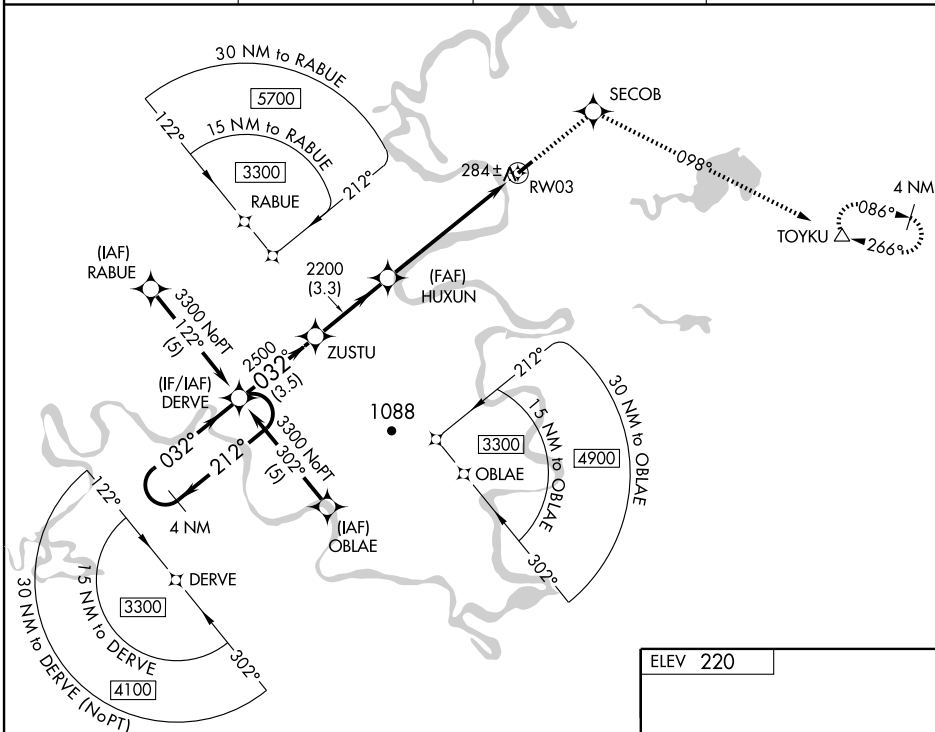 30 NM to RABUE
5700
15 NM to RABUE
3300
122°
212°
RABUE
SECOB
284±
RW03
098°
4 NM
086°
266°
TOYKU
(IAF)
RABUE
3300 NoPT
122°
(5)
2200
(3.3)
(FAF)
HUXUN
2500
032°
(3.5)
ZUSTU
(IF/IAF)
DERVE
032°
212°
4 NM
3300 NoPT
302°
(5)
(IAF)
OBLAE
1088
212°
30 NM to OBLAE
15 NM to OBLAE
3300
4900
OBLAE
302°
122°
DERVE
3300
15 NM to DERVE
302°
4100
30 NM to DERVE (NoPT)
ELEV 220